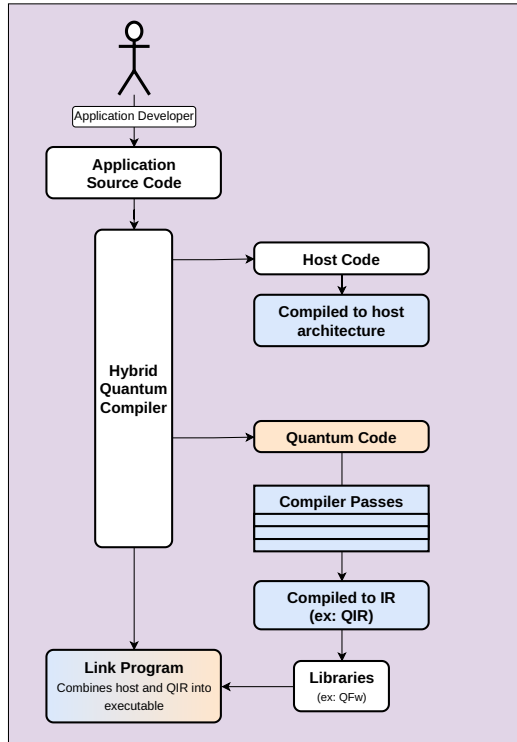 Application Developer
Application
Source Code
Host Code
Compiled to host
architecture
Hybrid
Quantum
Compiler
Quantum Code
Compiler Passes
Compiled to IR
(ex: QIR)
Link Program
Combines host and QIR into
executable
Libraries
(ex: QFw)